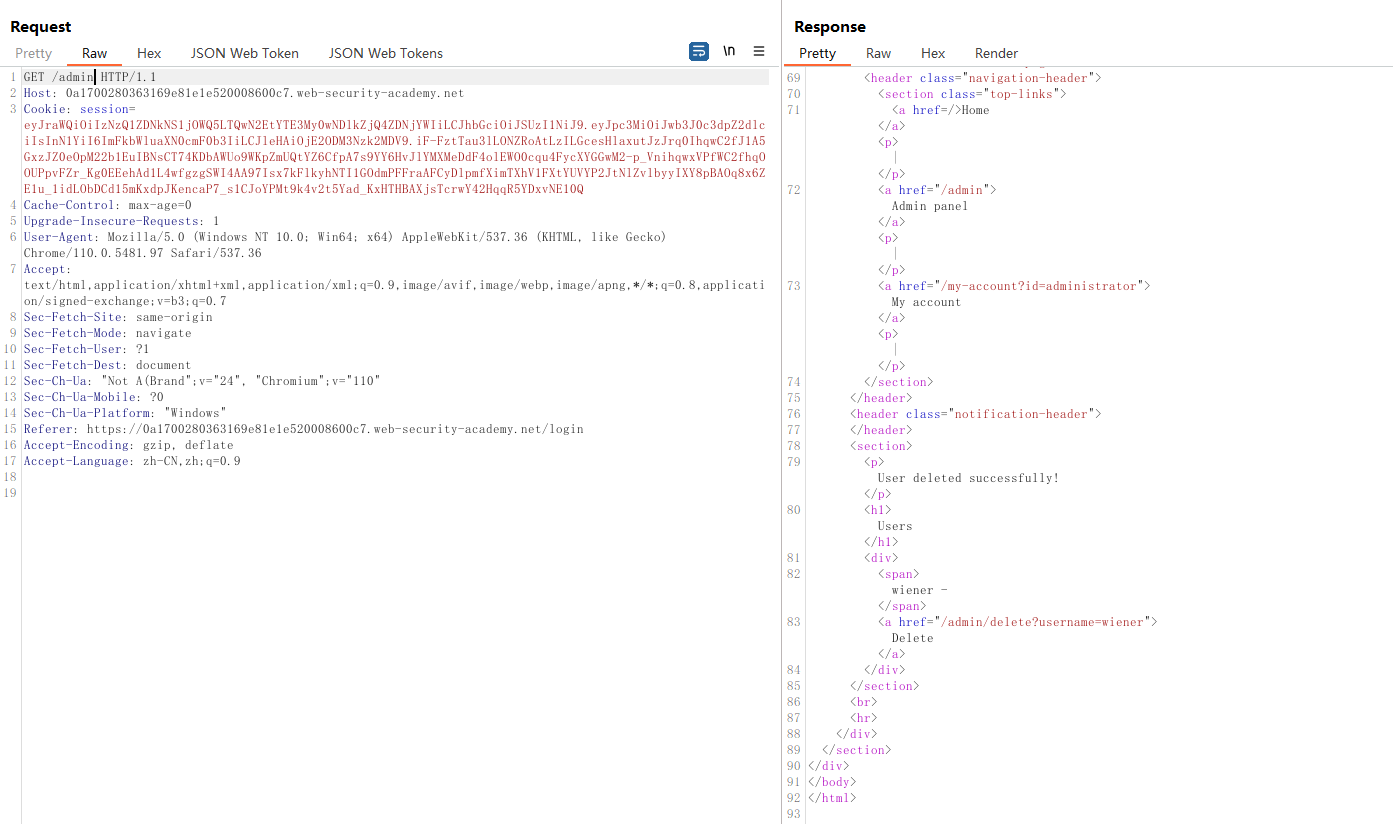 Request
Pretty Raw Hex JSON Web Token JSON Web Tokens \n
1 GET /admin HTTP/1.1
2 Host: 0a1700280363169e81e1e520008600c7.web-security-academy.net
3 Cookie: session=
4 Cache-Control: max-age=0
5 Upgrade-Insecure-Requests: 1
6 User-Agent: Mozilla/5.0 (Windows NT 10.0; Win64; x64) AppleWebKit/537.36 (KHTML, like Gecko)
Chrome/110.0.5481.97 Safari/537.36
7 Accept:
text/html,application/xhtml+xml,application/xml;q=0.9,image/avif,image/webp,image/apng,*/*;q=0.8,applicati
on/signed-exchange;v=b3;q=0.7
8 Sec-Fetch-Site: same-origin
9 Sec-Fetch-Mode: navigate
10 Sec-Fetch-User: ?1
11 Sec-Fetch-Dest: document
12 Sec-Ch-Ua: "Not A(Brand";v="24", "Chromium";v="110"
13 Sec-Ch-Ua-Mobile: ?0
14 Sec-Ch-Ua-Platform: "Windows"
15 Referer: https://0a1700280363169e81e1e520008600c7.web-security-academy.net/login
16 Accept-Encoding: gzip, deflate
17 Accept-Language: zh-CN,zh;q=0.9
18
19
Response
Pretty Raw Hex Render
69 <header class="navigation-header">
70 <section class="top-links">
71 <a href=/>Home
</a>
<p>
|
</p>
72 <a href="/admin">
Admin panel
</a>
<p>
|
</p>
73 <a href="/my-account?id=administrator">
My account
</a>
<p>
|
</p>
74 </section>
75 </header>
76 <header class="notification-header">
77 </header>
78 <section>
79 <p>
User deleted successfully!
</p>
80 <h1>
Users
</h1>
81 <div>
82 <span>
wiener -
</span>
83 <a href="/admin/delete?username=wiener">
Delete
</a>
84 </div>
85 </section>
86 <br>
87 <hr>
88 </div>
89 </section>
90 </div>
91 </body>
92 </html>
93